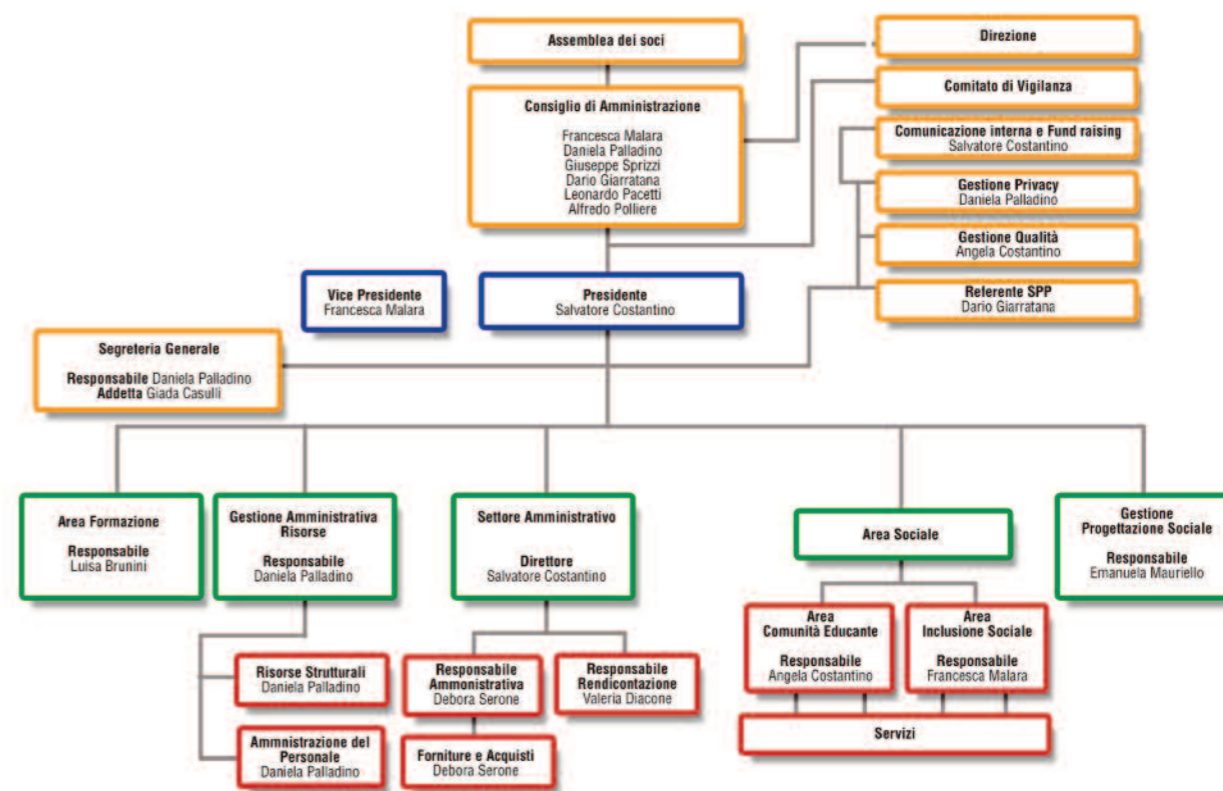 Assemblea dei soci
Consiglio di Amministrazione
Francesca Malara
Daniela Palladino
Giuseppe Sprizzi
Dario Giarratana
Leonardo Pacetti
Alfredo Polliere
Direzione
Comitato di Vigilanza
Comunicazione interna e Fund raising
Salvatore Costantino
Gestione Privacy
Daniela Palladino
Gestione Qualità
Angela Costantino
Referente SPP
Dario Giarratana
Vice Presidente
Francesca Malara
Presidente
Salvatore Costantino
Segreteria Generale
Responsabile Daniela Palladino
Addetta Giada Casulli
Area Formazione
Responsabile
Luisa Brunini
Gestione Amministrativa
Risorse
Responsabile
Daniela Palladino
Settore Amministrativo
Direttore
Salvatore Costantino
Area Sociale
Gestione
Progettazione Sociale
Responsabile
Emanuela Mauriello
Risorse Strutturali
Daniela Palladino
Ammnistrazione del
Personale
Daniela Palladino
Responsabile
Ammonistrativa
Debora Serone
Forniture e Acquisti
Debora Serone
Responsabile
Rendicontazione
Valeria Diacone
Area
Comunità Educante
Responsabile
Angela Costantino
Area
Inclusione Sociale
Responsabile
Francesca Malara
Servizi